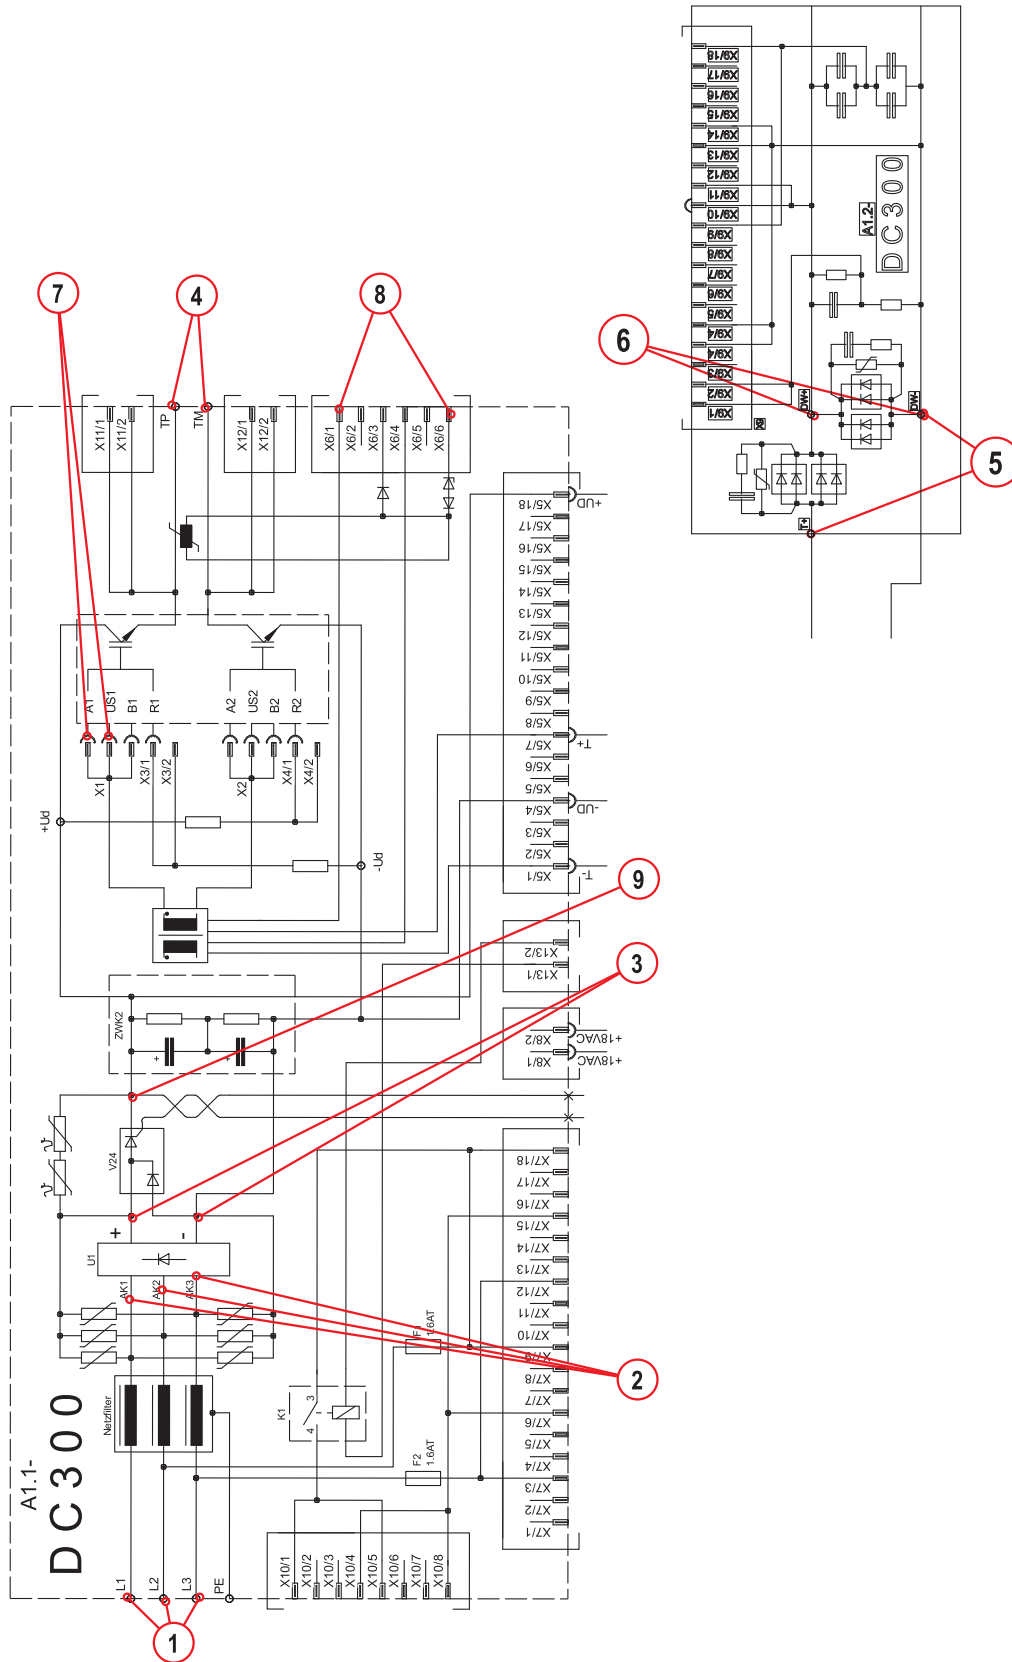 X9/18
X9/17
X9/16
X9/15
X9/14
X9/13
X9/12
X9/11
X9/10
X9/9
X9/8
X9/7
X9/6
X9/5
X9/4
X9/4
X9/3
X9/2
X9/1
X9
A1.2-
DC300
DW+
DW-
T+
7
4
8
6
5
X11/1
X11/2
TP
TM
X12/1
X12/2
X6/1
X6/2
X6/3
X6/4
X6/5
X6/6
X5/18
+UD
X5/17
X5/16
X5/15
X5/14
X5/13
X5/12
X5/11
X5/10
X5/9
X5/8
X5/7
T+
X5/6
X5/5
X5/4
-UD
X5/3
X5/2
X5/1
T-
A1
US1
B1
R1
A2
US2
B2
R2
X1
X3/1
X3/2
X2
X4/1
X4/2
+Ud
-Ud
9
3
X13/2
X13/1
ZWK2
+
+
X8/2
+18VAC
X8/1
+18VAC
V24
+
-
U1
AK1
AK2
AK3
X7/18
X7/17
X7/16
X7/15
X7/14
X7/13
X7/12
X7/11
X7/10
X7/9
X7/8
X7/7
X7/6
X7/5
X7/4
X7/3
X7/2
X7/1
F1
1.6AT
2
Netzfilter
K1
3
4
F2
1.6AT
A1.1-
DC300
L1
L2
L3
PE
X10/1
X10/2
X10/3
X10/4
X10/5
X10/6
X10/7
X10/8
1